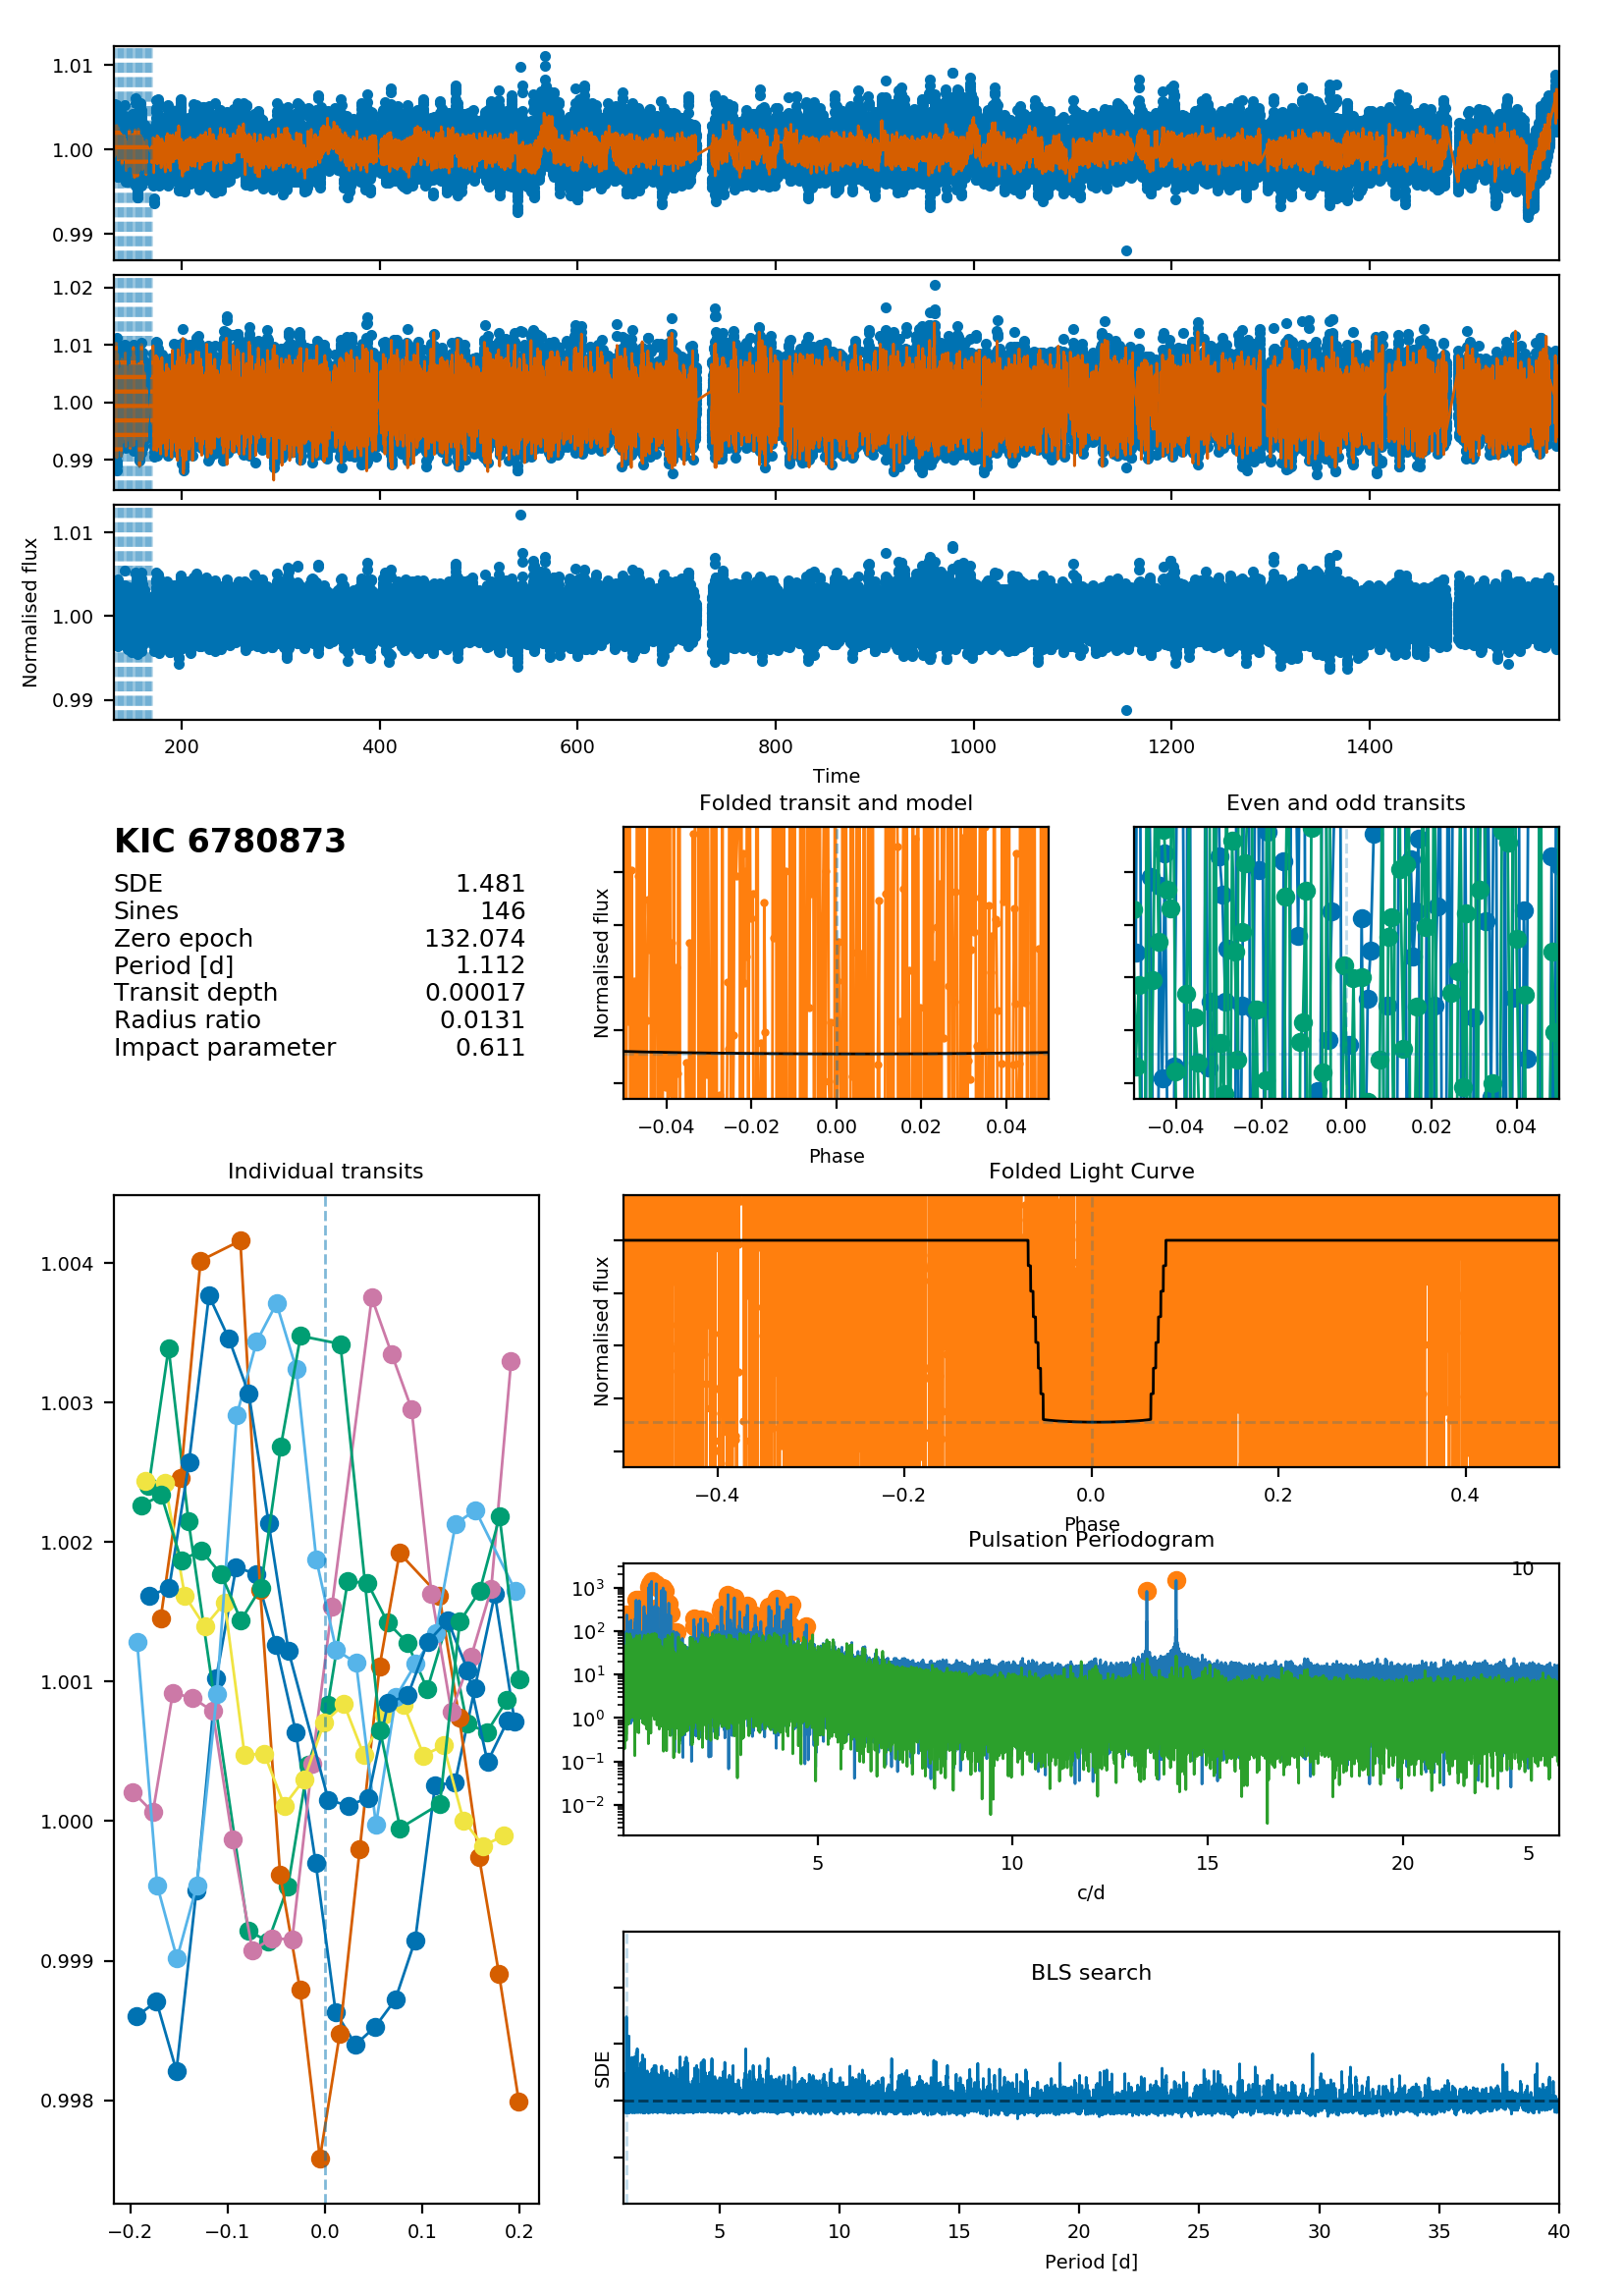 1.01
1.00
0.99
1.02
1.01
1.00
0.99
1.01
1.00
0.99
Normalised flux
200 400 600 800 1000 1200 1400
Time
KIC 6780873
SDE 1.481
Sines 146
Zero epoch 132.074
Period [d] 1.112
Transit depth 0.00017
Radius ratio 0.0131
Impact parameter 0.611
Folded transit and model
Normalised flux
−0.04 −0.02 0.00 0.02 0.04
Phase
Even and odd transits
−0.04 −0.02 0.00 0.02 0.04
Individual transits
1.004
1.003
1.002
1.001
1.000
0.999
0.998
−0.2 −0.1 0.0 0.1 0.2
Folded Light Curve
Normalised flux
−0.4 −0.2 0.0 0.2 0.4
Phase
Pulsation Periodogram
10
10³
10²
10¹
10⁰
10⁻¹
10⁻²
5 10 15 20
5
c/d
BLS search
SDE
5 10 15 20 25 30 35 40
Period [d]